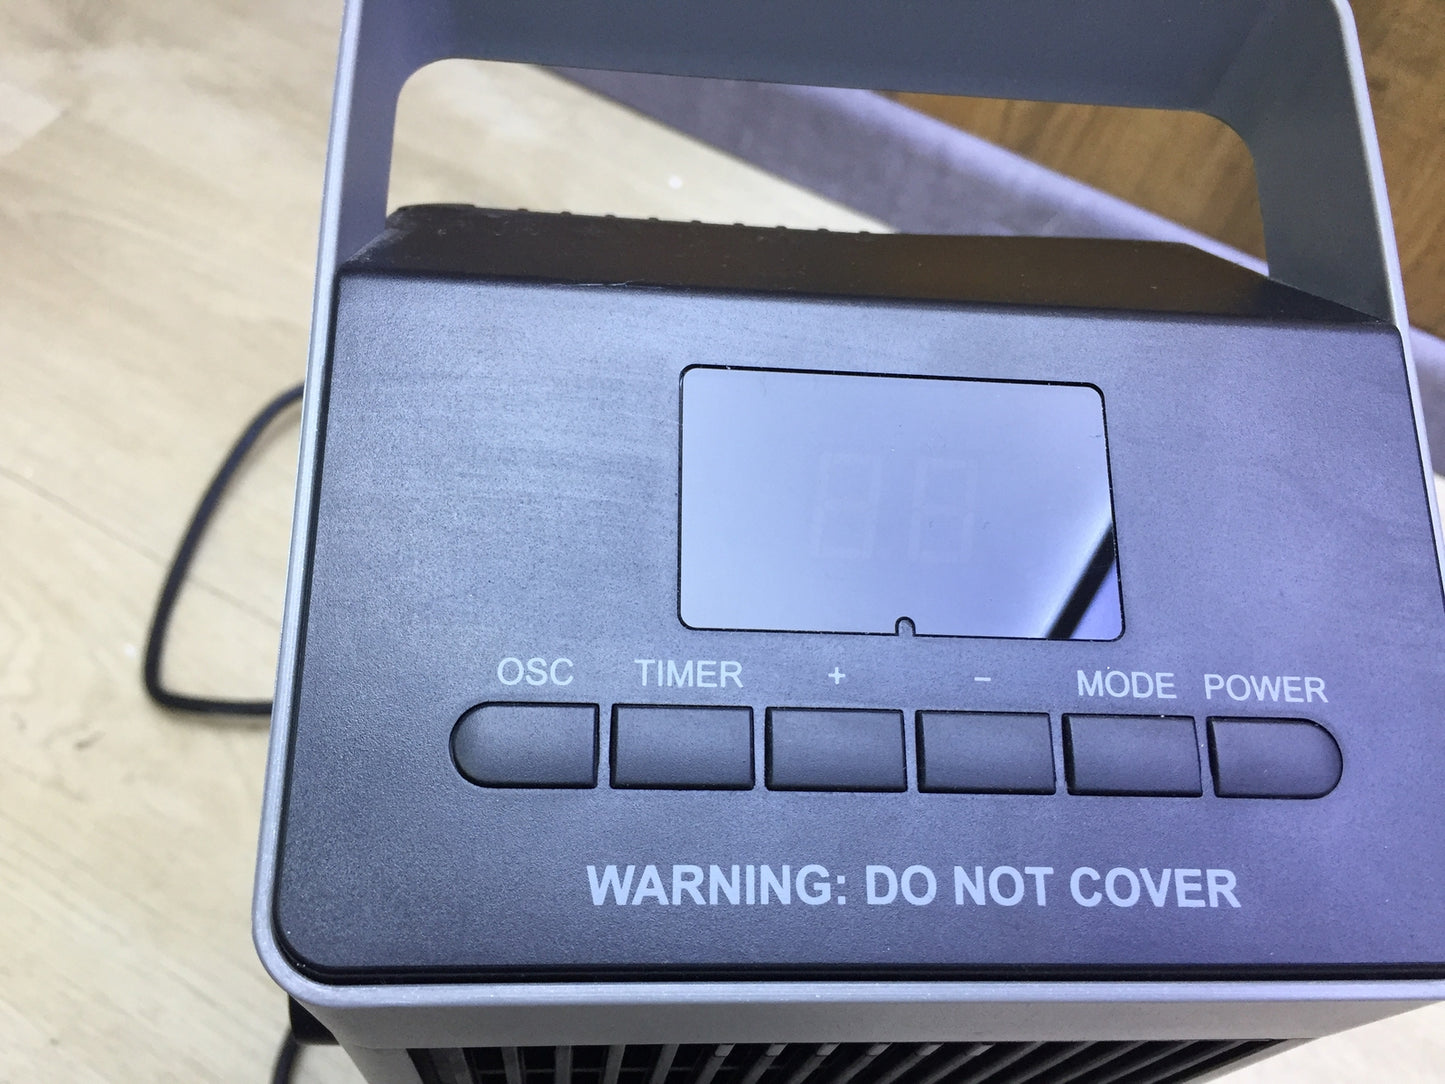 OSC TIMER + - MODE POWER
WARNING: DO NOT COVER